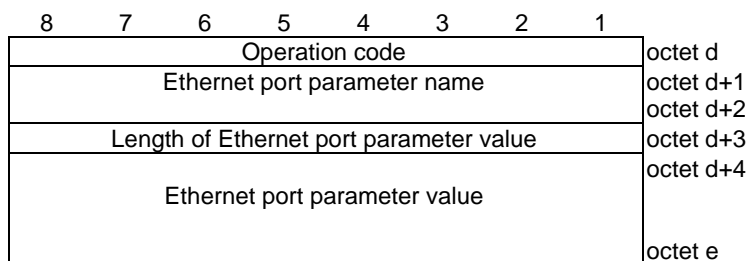 8 7 6 5 4 3 2 1
Operation code octet d
Ethernet port parameter name octet d+1
octet d+2
Length of Ethernet port parameter value octet d+3
octet d+4
Ethernet port parameter value
octet e